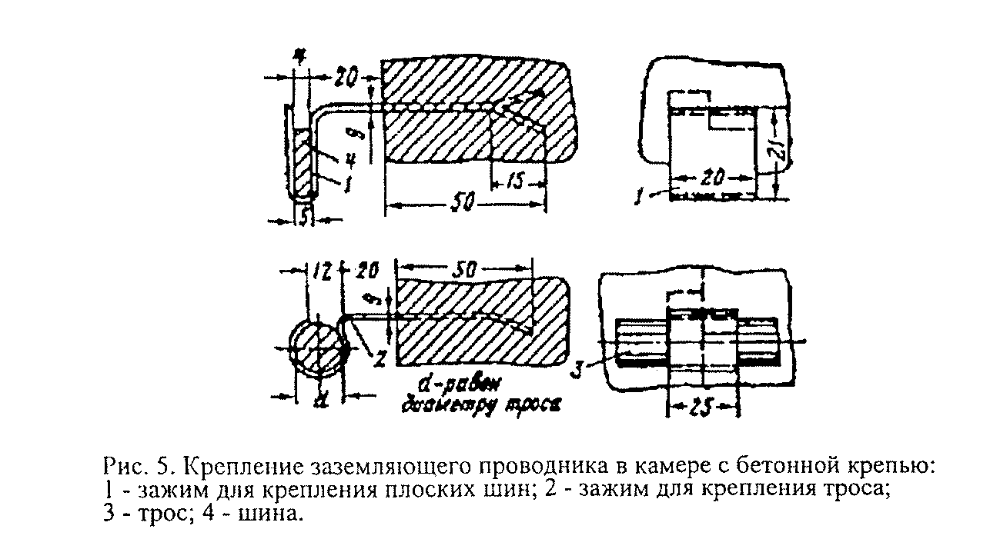 4 20
9
4
1
5
15
50
20
21
1
12 20
50
9
2
d
d-равен
диаметру троса
3
25
Рис. 5. Крепление заземляющего проводника в камере с бетонной крепью:
1 - зажим для крепления плоских шин; 2 - зажим для крепления троса;
3 - трос; 4 - шина.